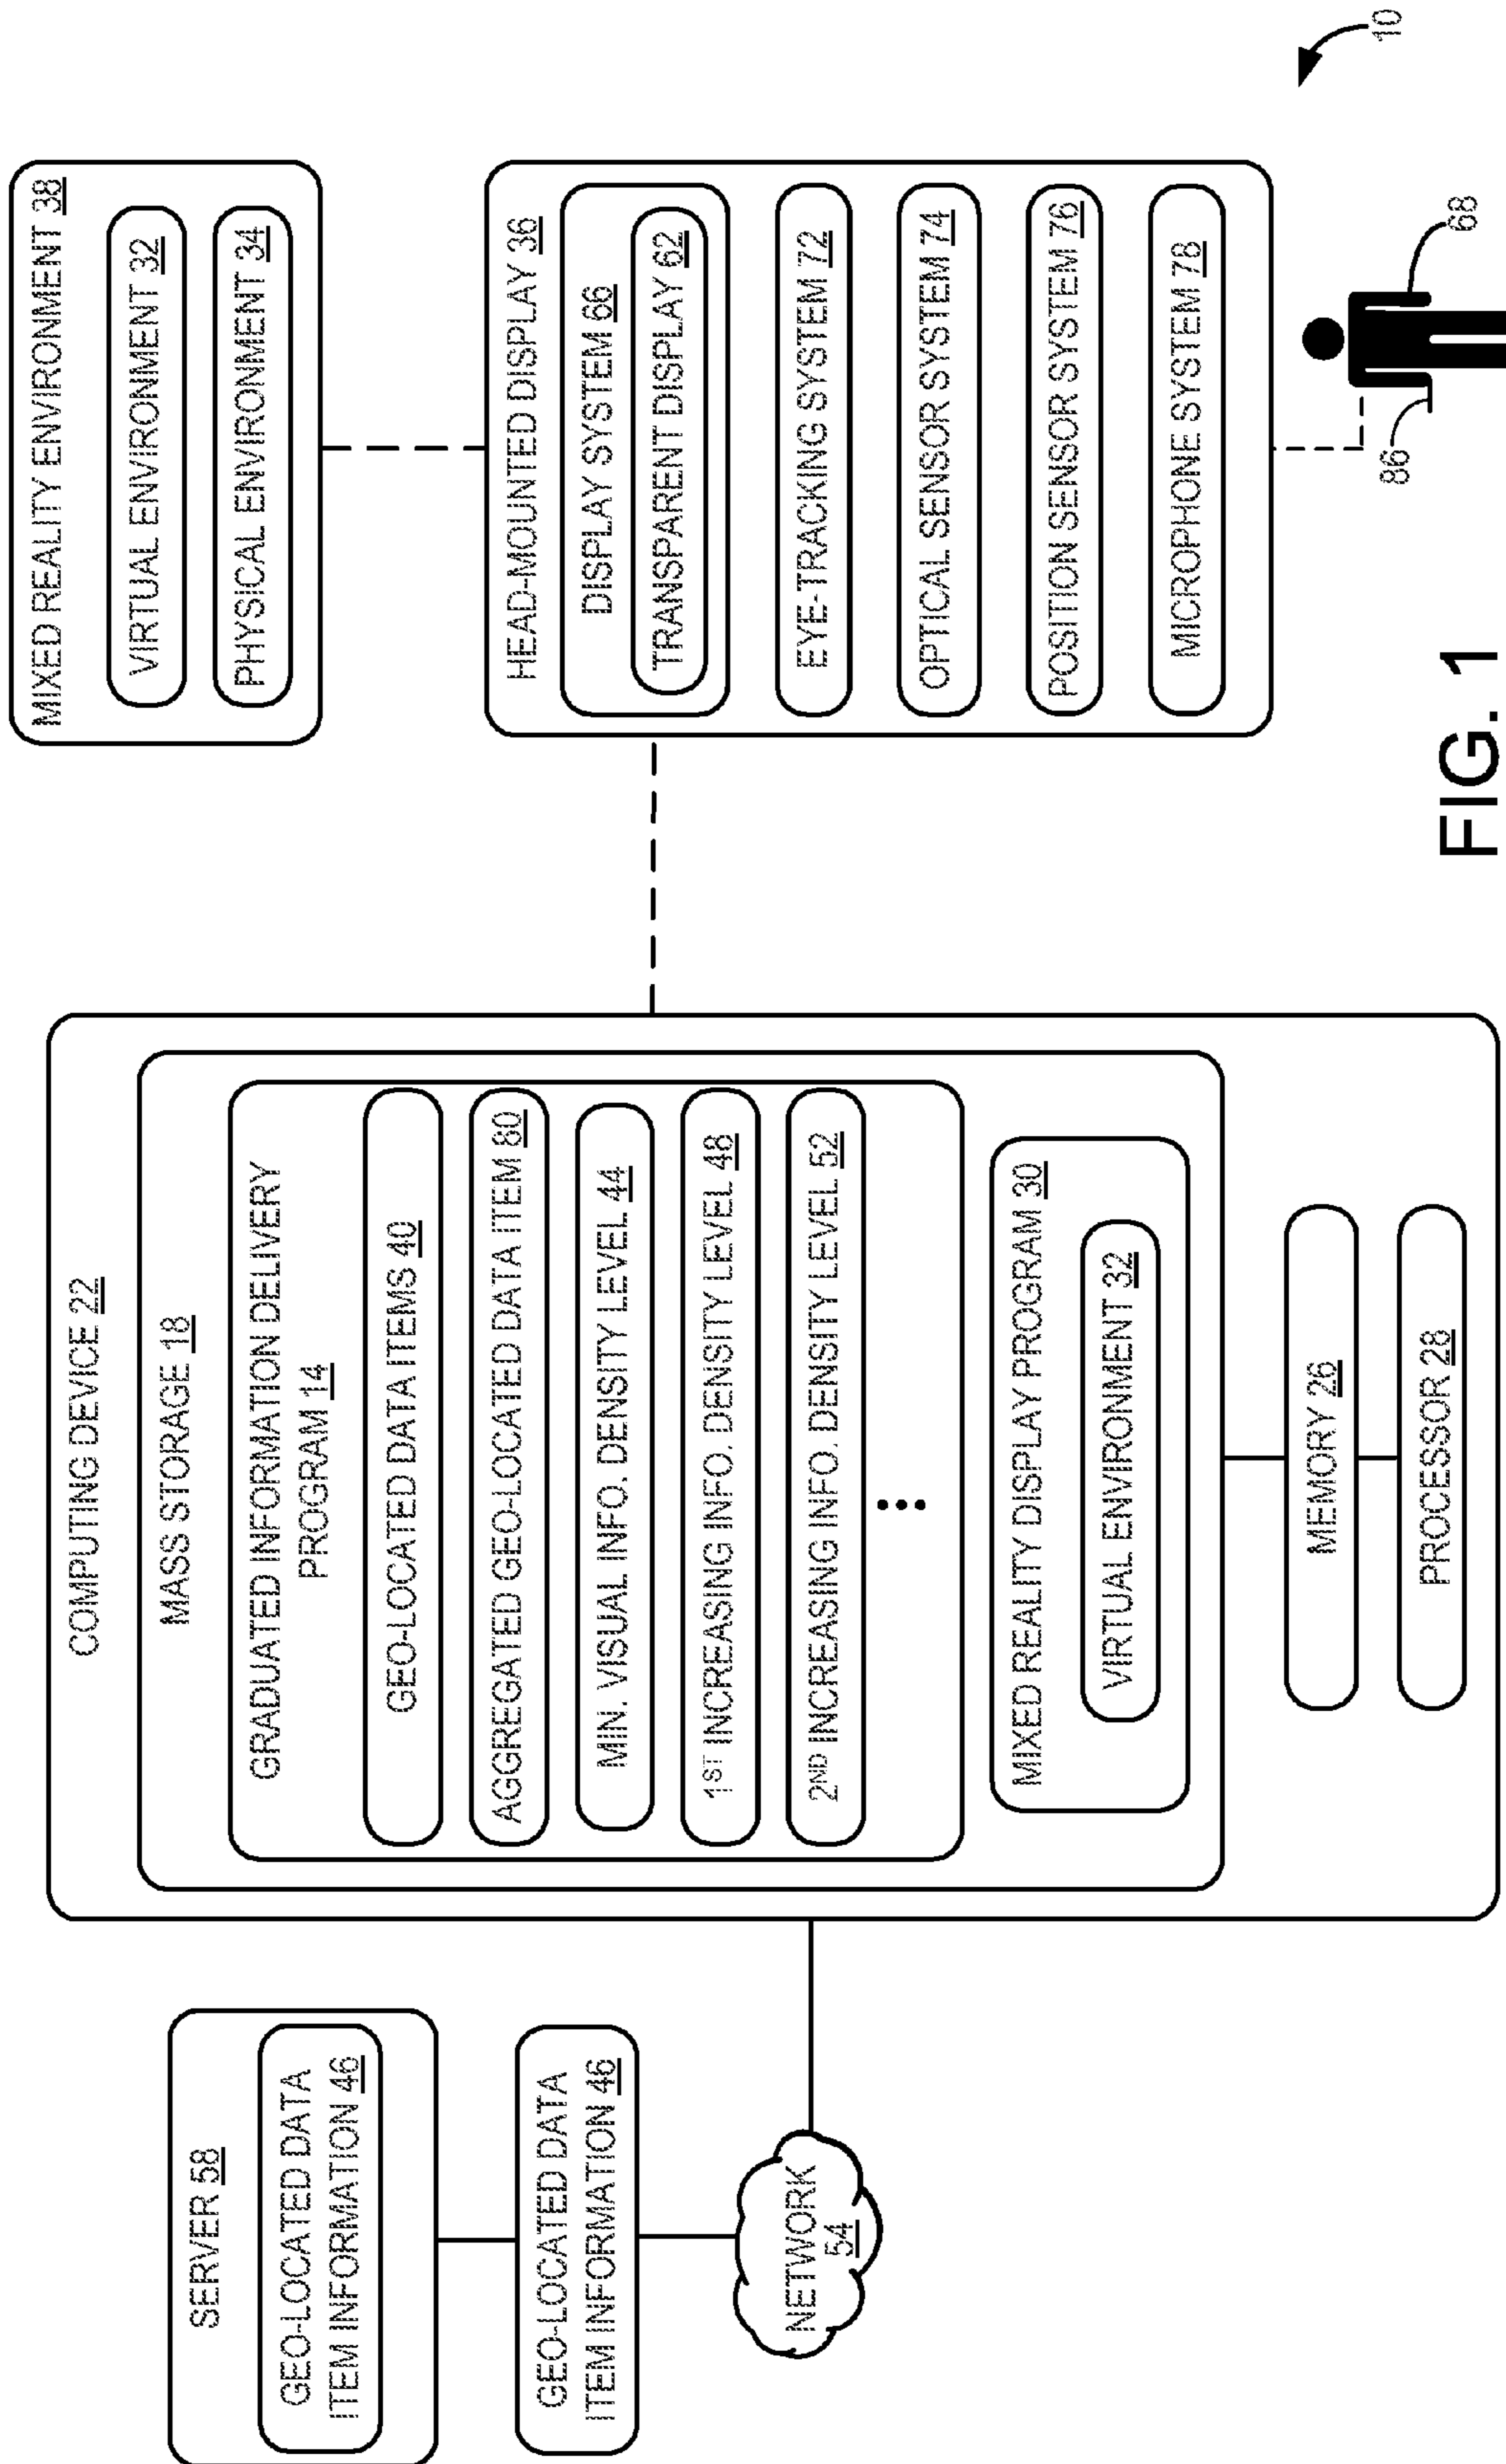 SERVER 58
GEO-LOCATED DATA
ITEM INFORMATION 46
GEO-LOCATED DATA
ITEM INFORMATION 46
NETWORK
54
COMPUTING DEVICE 22
MASS STORAGE 18
GRADUATED INFORMATION DELIVERY
PROGRAM 14
GEO-LOCATED DATA ITEMS 40
AGGREGATED GEO-LOCATED DATA ITEM 80
MIN. VISUAL INFO. DENSITY LEVEL 44
1ST INCREASING INFO. DENSITY LEVEL 48
2ND INCREASING INFO. DENSITY LEVEL 52
MIXED REALITY DISPLAY PROGRAM 30
VIRTUAL ENVIRONMENT 32
MEMORY 26
PROCESSOR 28
MIXED REALITY ENVIRONMENT 38
VIRTUAL ENVIRONMENT 32
PHYSICAL ENVIRONMENT 34
HEAD-MOUNTED DISPLAY 36
DISPLAY SYSTEM 66
TRANSPARENT DISPLAY 62
EYE-TRACKING SYSTEM 72
OPTICAL SENSOR SYSTEM 74
POSITION SENSOR SYSTEM 76
MICROPHONE SYSTEM 78
86
68
10
FIG. 1